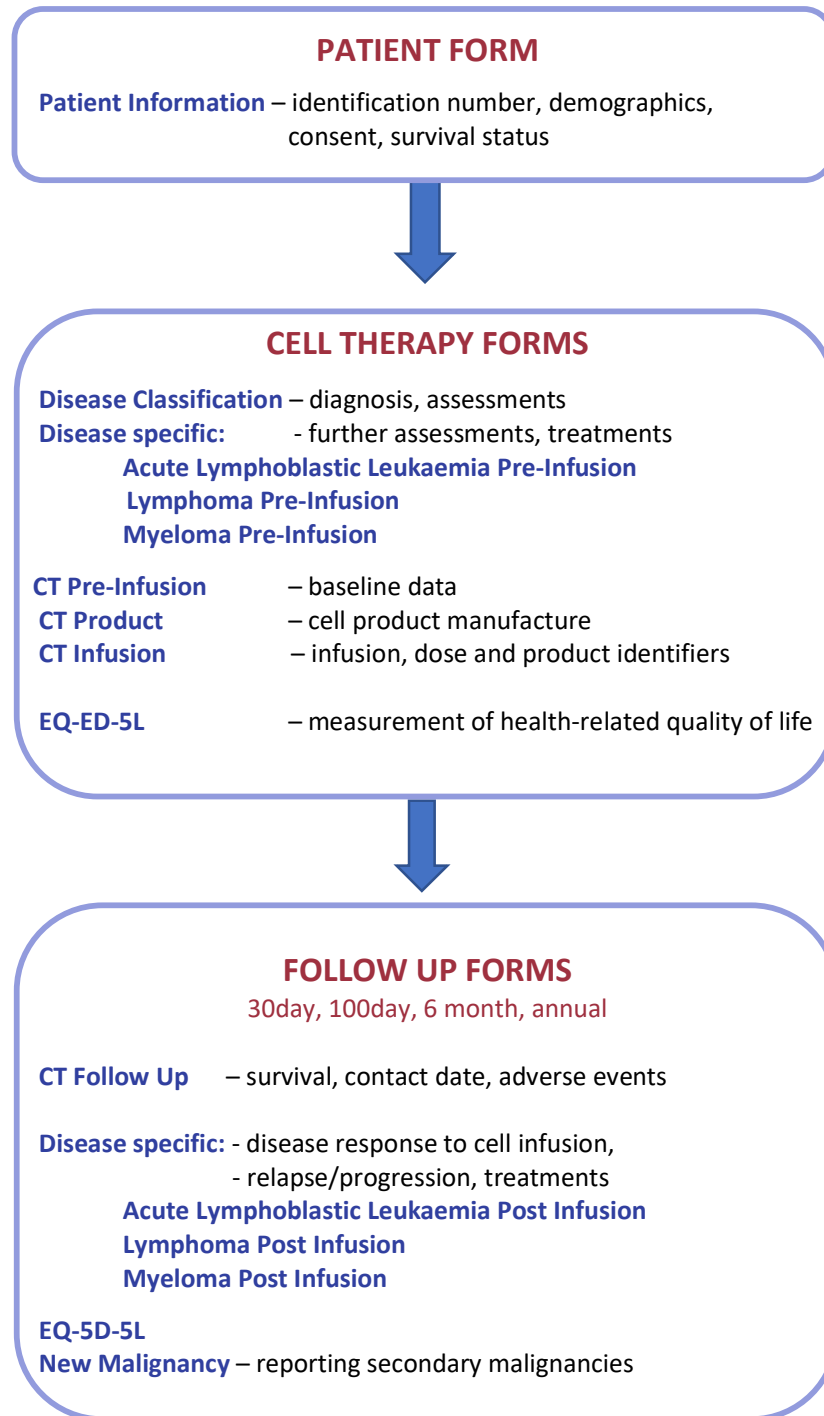 PATIENT FORM
Patient Information – identification number, demographics,
consent, survival status
CELL THERAPY FORMS
Disease Classification – diagnosis, assessments
Disease specific: - further assessments, treatments
Acute Lymphoblastic Leukaemia Pre-Infusion
Lymphoma Pre-Infusion
Myeloma Pre-Infusion
CT Pre-Infusion – baseline data
CT Product – cell product manufacture
CT Infusion – infusion, dose and product identifiers
EQ-ED-5L – measurement of health-related quality of life
FOLLOW UP FORMS
30day, 100day, 6 month, annual
CT Follow Up – survival, contact date, adverse events
Disease specific: - disease response to cell infusion,
- relapse/progression, treatments
Acute Lymphoblastic Leukaemia Post Infusion
Lymphoma Post Infusion
Myeloma Post Infusion
EQ-5D-5L
New Malignancy – reporting secondary malignancies